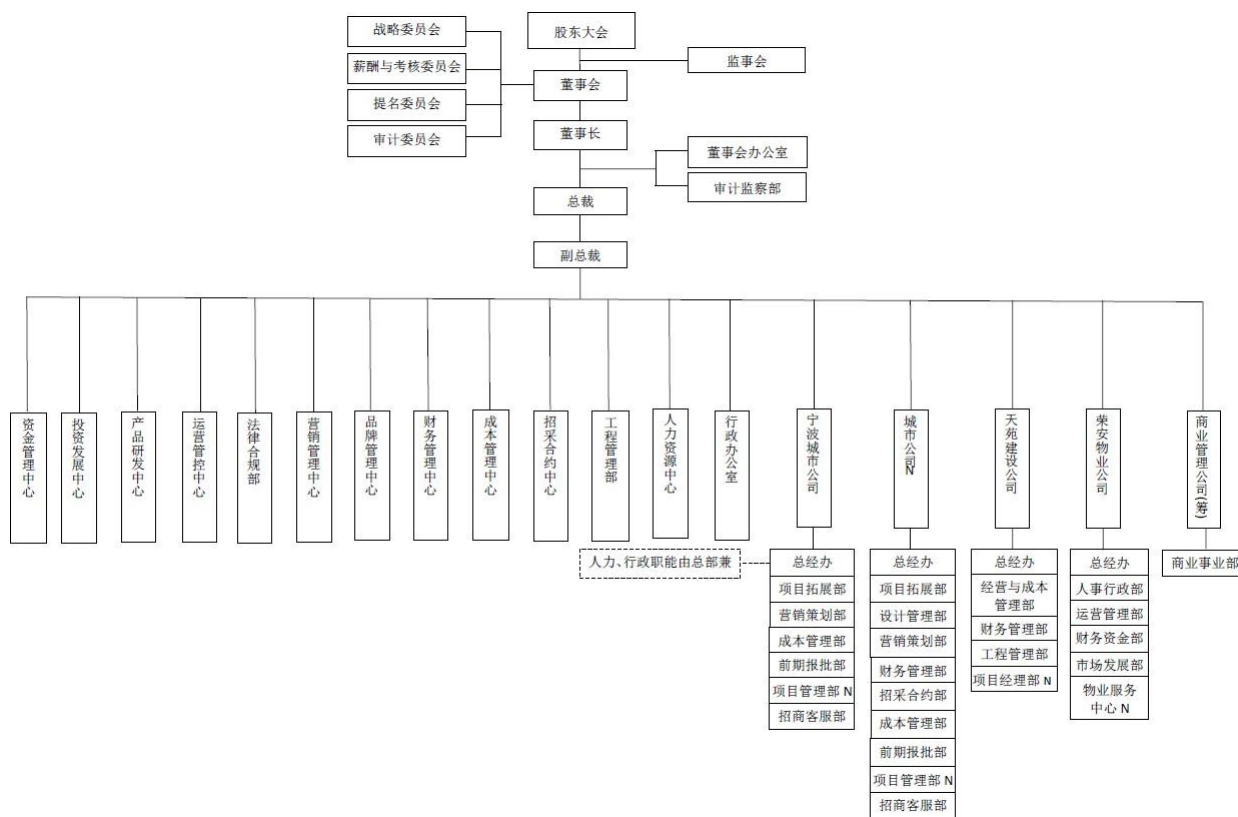 战略委员会
股东大会
薪酬与考核委员会
监事会
董事会
提名委员会
审计委员会
董事长
董事会办公室
审计监察部
总裁
副总裁
资金管理中心
投资发展中心
产品研发中心
运营管控中心
法律合规部
营销管理中心
品牌管理中心
财务管理中心
成本管理中心
招采合约中心
工程管理部
人力资源中心
行政办公室
宁波城市公司
城市公司N
天苑建设公司
荣安物业公司
商业管理公司(筹)
人力、行政职能由总部兼
总经办
项目拓展部
营销策划部
成本管理部
前期报批部
项目管理部 N
招商客服部
总经办
项目拓展部
设计管理部
营销策划部
财务管理部
招采合约部
成本管理部
前期报批部
项目管理部 N
招商客服部
总经办
经营与成本
管理部
财务管理部
工程管理部
项目经理部 N
总经办
人事行政部
运营管理部
财务资金部
市场发展部
物业服务
中心 N
商业事业部